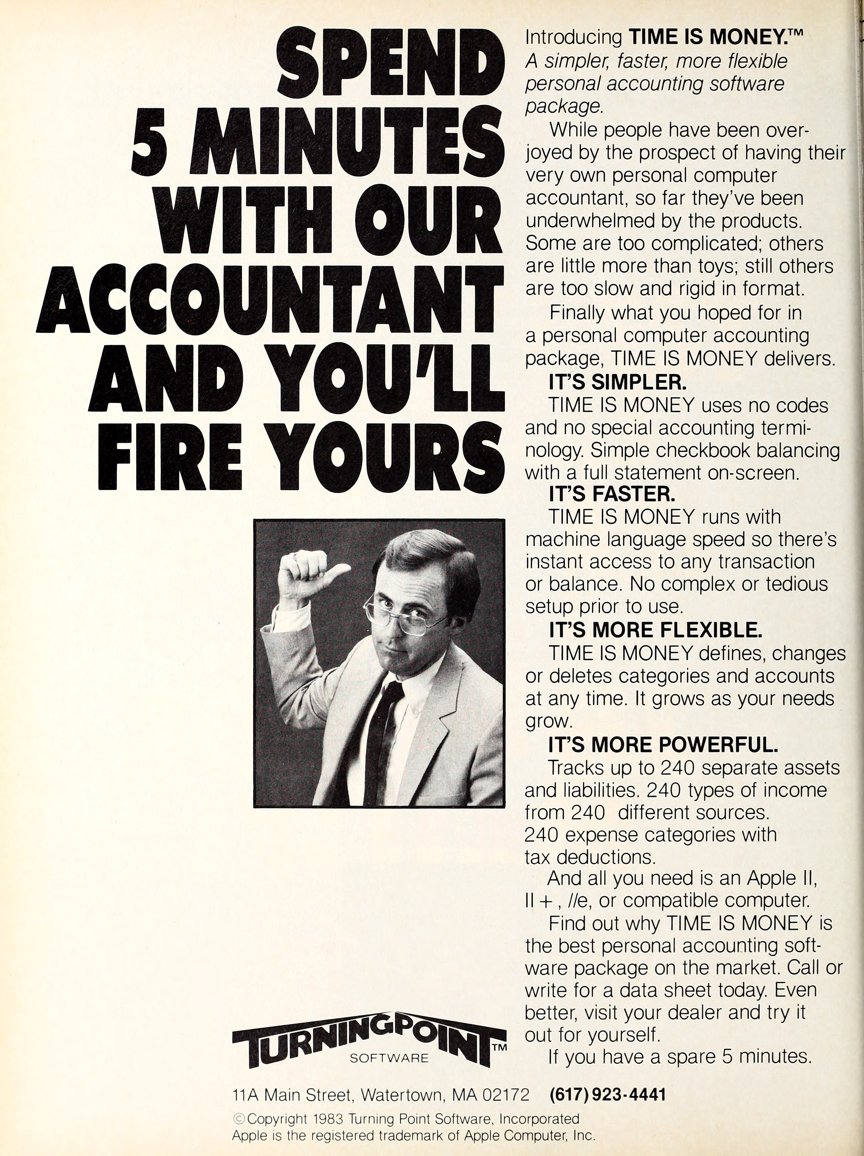 SPEND
5 MINUTES
WITH OUR
ACCOUNTANT
AND YOU'LL
FIRE YOURS
Introducing TIME IS MONEY.™
A simpler, faster, more flexible
personal accounting software
package.
While people have been over-
joyed by the prospect of having their
very own personal computer
accountant, so far they've been
underwhelmed by the products.
Some are too complicated; others
are little more than toys; still others
are too slow and rigid in format.
Finally what you hoped for in
a personal computer accounting
package, TIME IS MONEY delivers.
IT'S SIMPLER.
TIME IS MONEY uses no codes
and no special accounting termi-
nology. Simple checkbook balancing
with a full statement on-screen.
IT'S FASTER.
TIME IS MONEY runs with
machine language speed so there's
instant access to any transaction
or balance. No complex or tedious
setup prior to use.
IT'S MORE FLEXIBLE.
TIME IS MONEY defines, changes
or deletes categories and accounts
at any time. It grows as your needs
grow.
IT'S MORE POWERFUL.
Tracks up to 240 separate assets
and liabilities. 240 types of income
from 240 different sources.
240 expense categories with
tax deductions.
And all you need is an Apple II,
II +, //e, or compatible computer.
Find out why TIME IS MONEY is
the best personal accounting soft-
ware package on the market. Call or
write for a data sheet today. Even
better, visit your dealer and try it
out for yourself.
If you have a spare 5 minutes.
TURNINGPOINT™
SOFTWARE
11A Main Street, Watertown, MA 02172 (617) 923-4441
©Copyright 1983 Turning Point Software, Incorporated
Apple is the registered trademark of Apple Computer, Inc.